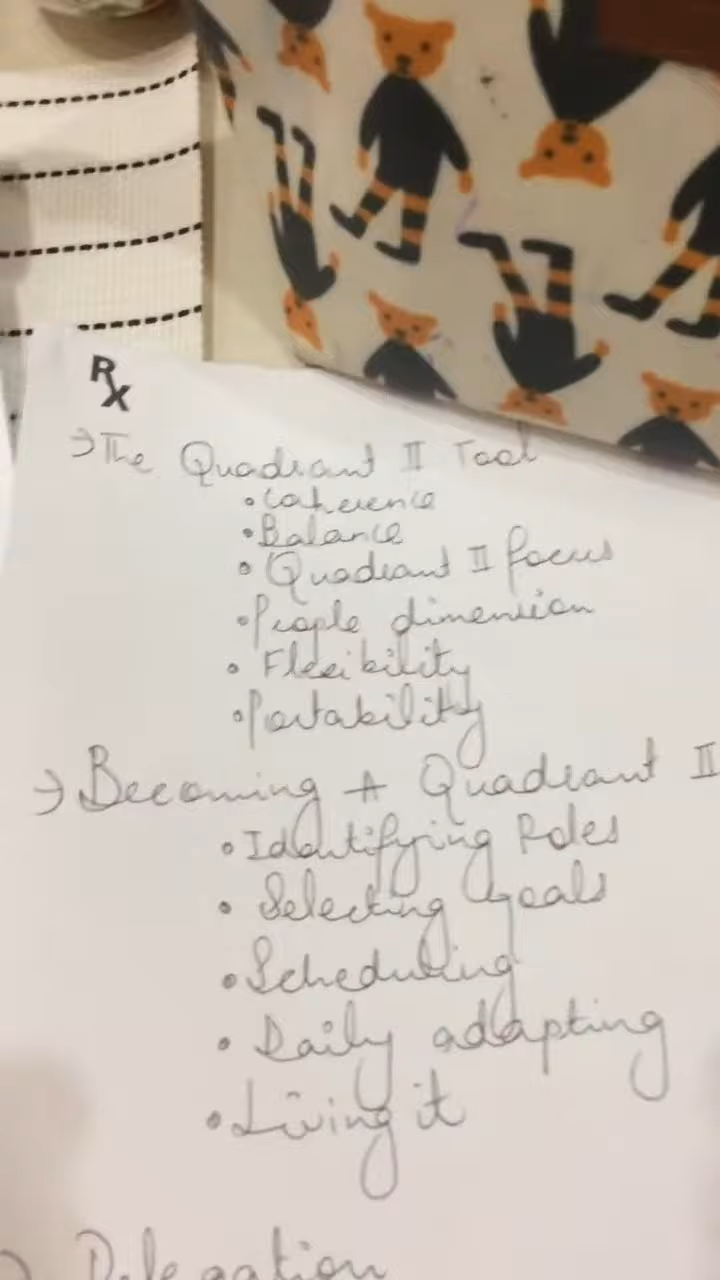 Rx
→ The Quadrant II Tool
• Coherence
• Balance
• Quadrant II focus
• People dimension
• Flexibility
• Portability
→ Becoming A Quadrant II
• Identifying Roles
• Selecting goals
• Scheduling
• Daily adapting
• Living it
Delegation